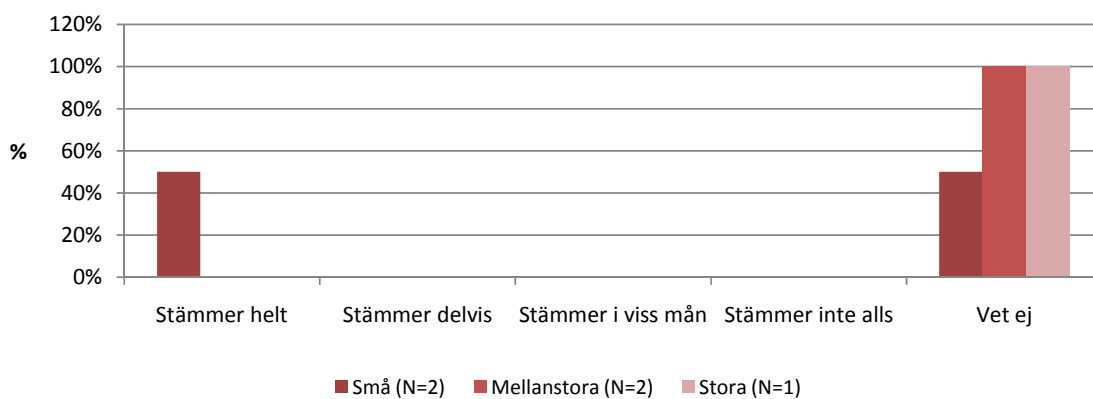 120%
100%
80%
60%
40%
20%
0%
%
Stämmer helt
Stämmer delvis
Stämmer i viss mån
Stämmer inte alls
Vet ej
Små (N=2)
Mellanstora (N=2)
Stora (N=1)